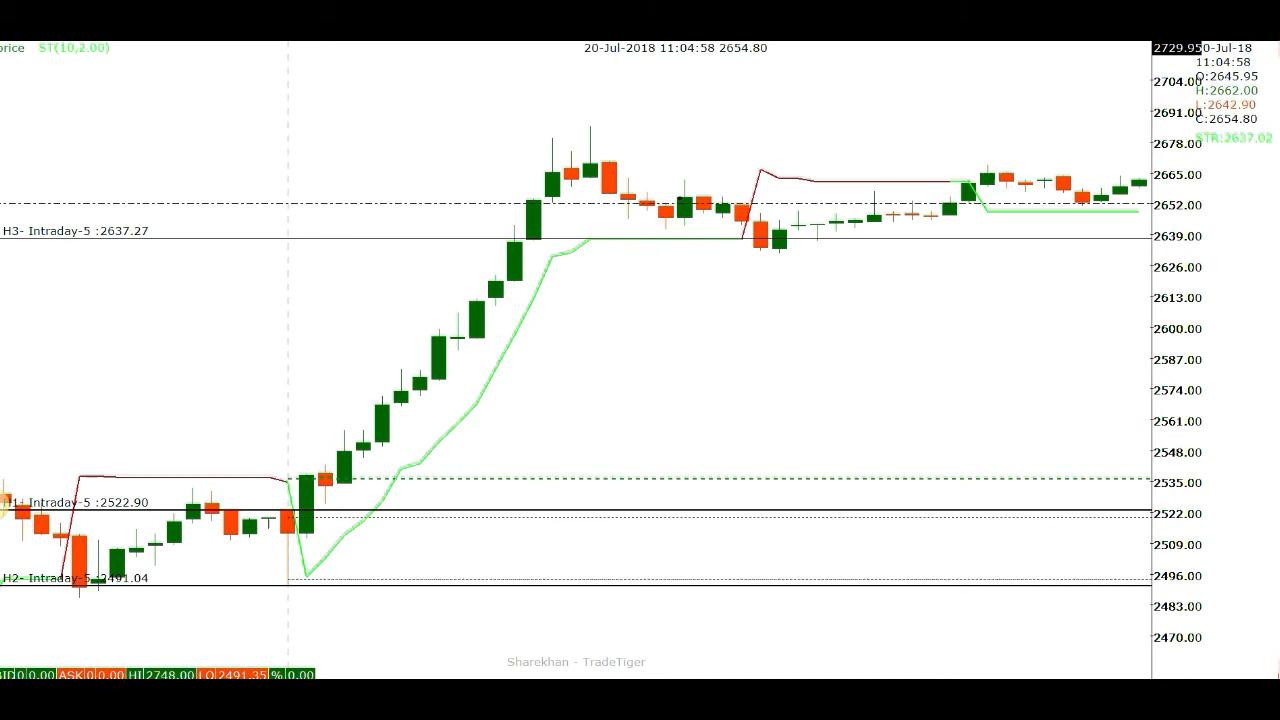 price ST(10,2.00)
20-Jul-2018 11:04:58 2654.80
2729.95
0-Jul-18
11:04:58
O:2645.95
H:2662.00
L:2642.90
C:2654.80
STR:2637.02
2704.00
2691.00
2678.00
2665.00
2652.00
2639.00
2626.00
2613.00
2600.00
2587.00
2574.00
2561.00
2548.00
2535.00
2522.00
2509.00
2496.00
2483.00
2470.00
H3- Intraday-5 :2637.27
H1- Intraday-5 :2522.90
H2- Intraday-5 :2491.04
Sharekhan - TradeTiger
BID 0 0.00 ASK 0 0.00 HI 2748.00 LO 2491.35 % 0.00